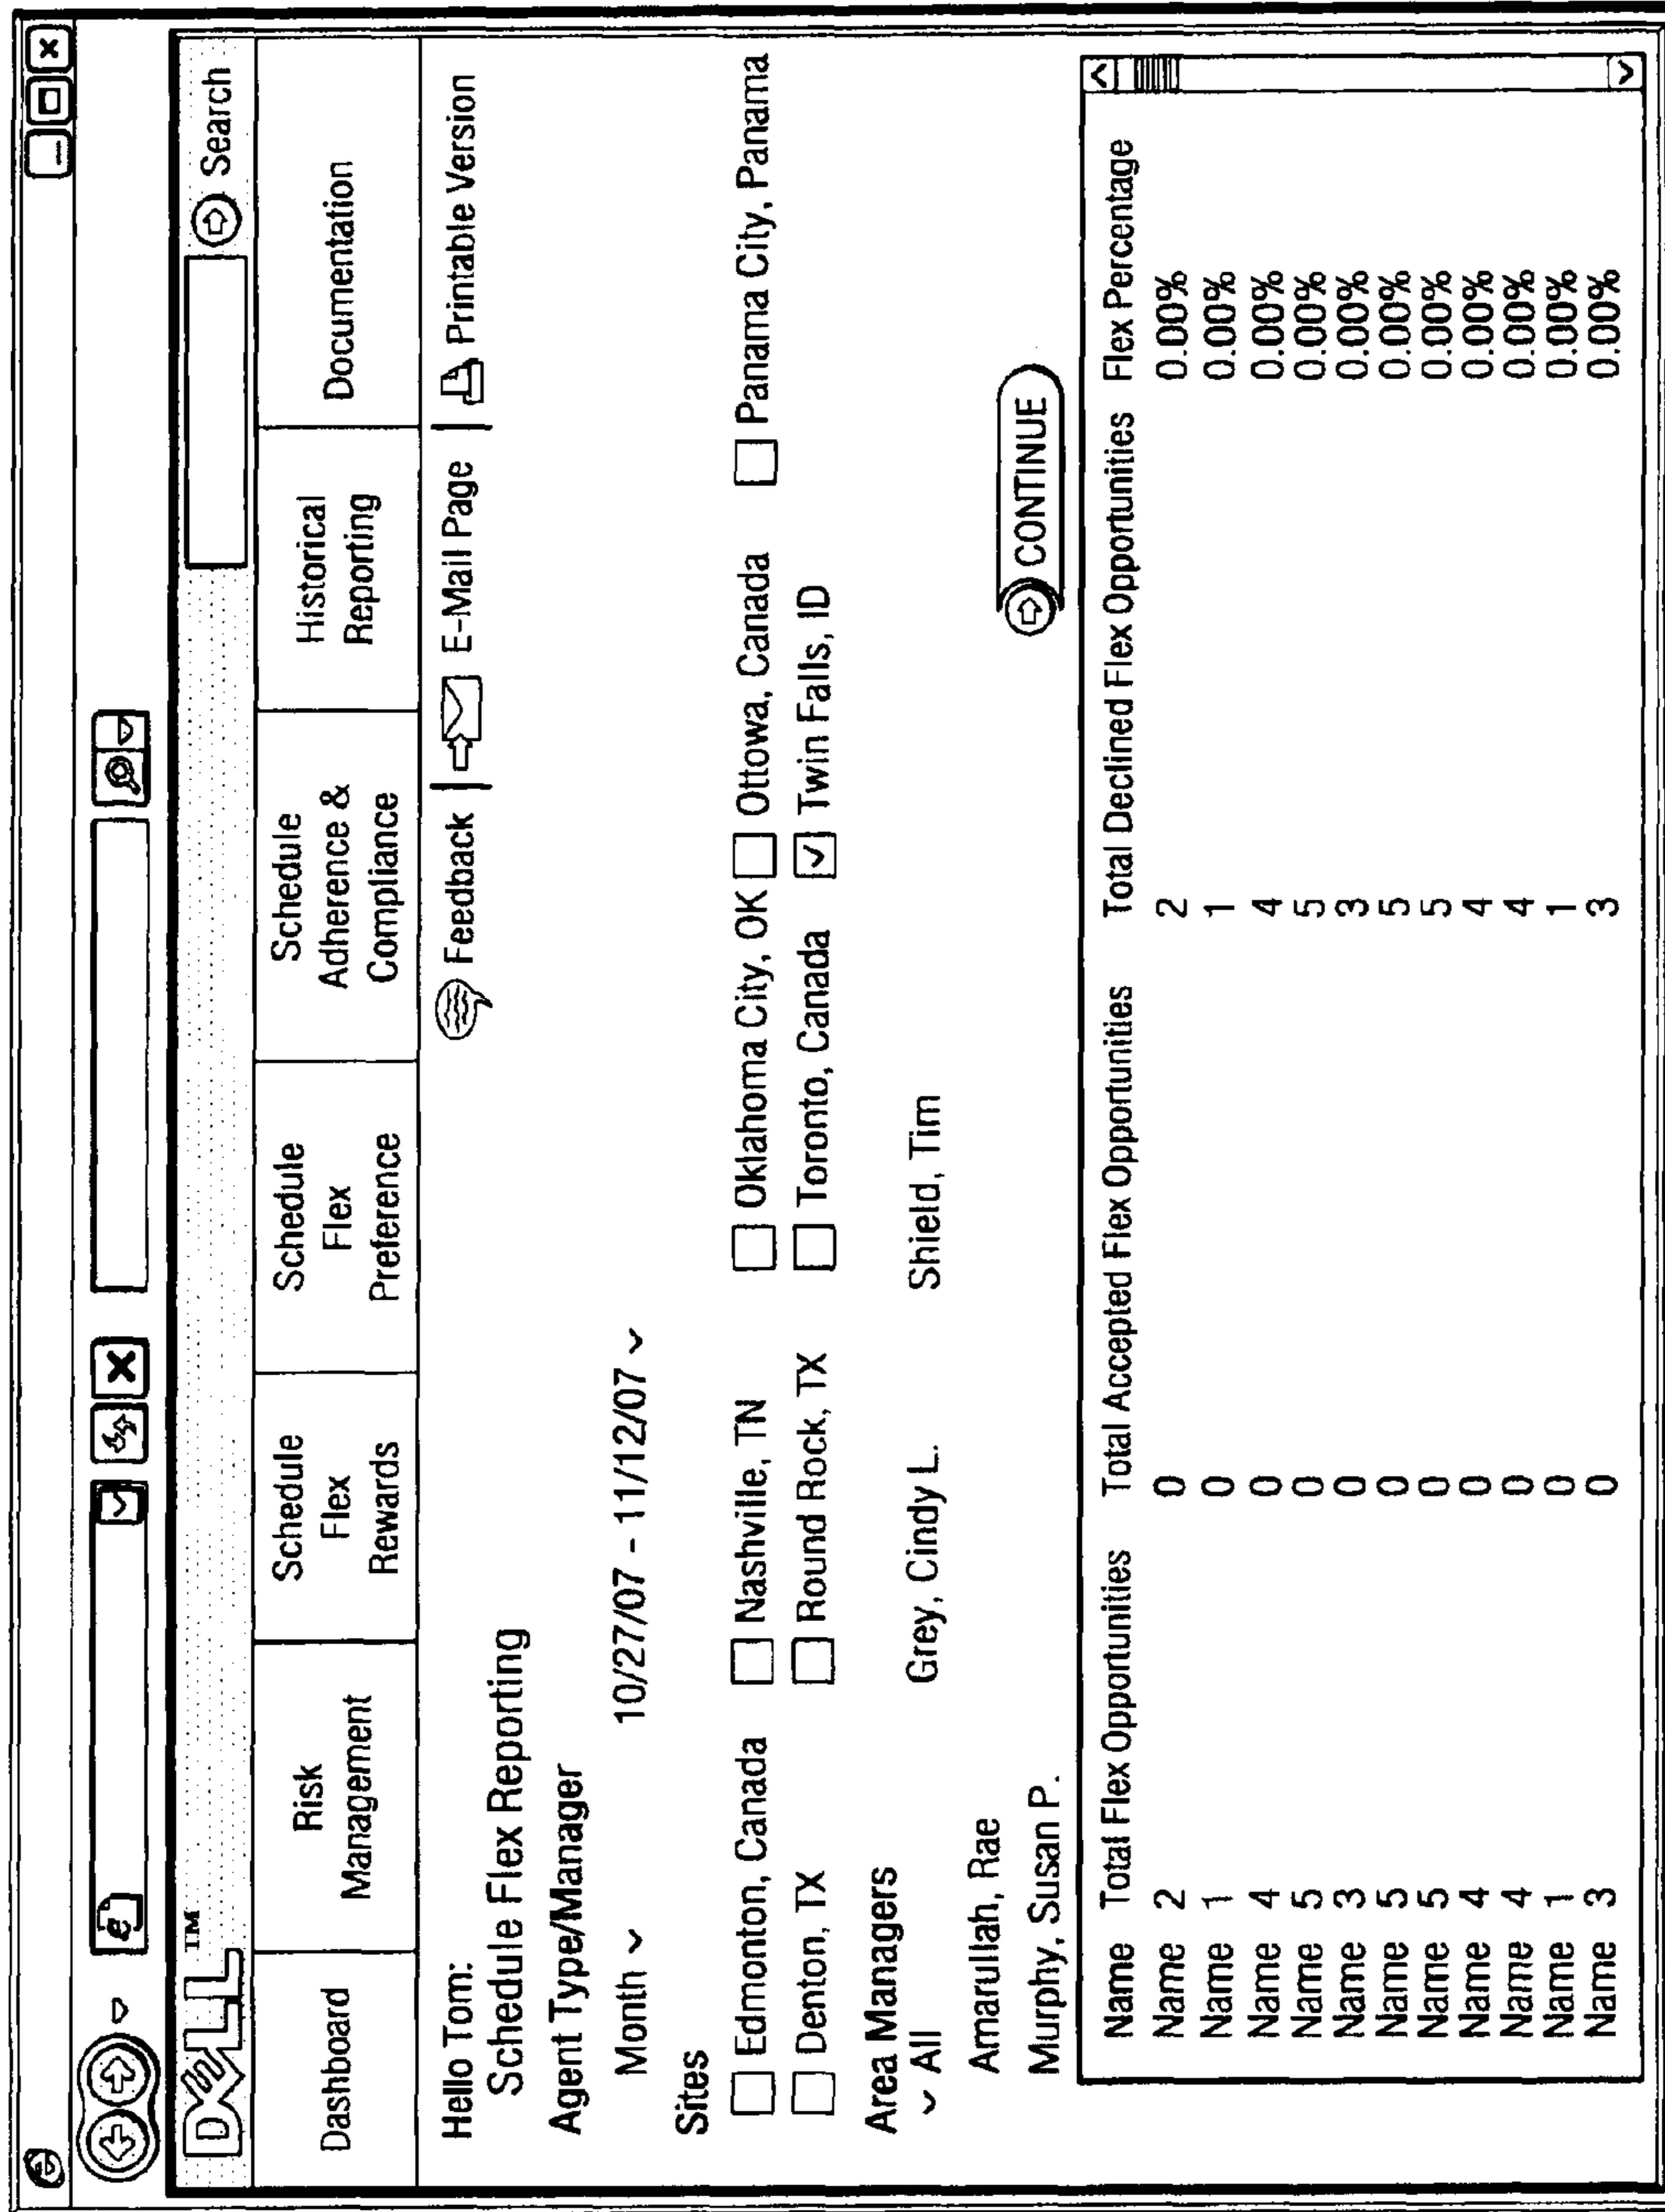 DELL™ Search
Dashboard
Risk
Management
Schedule
Flex
Rewards
Schedule
Flex
Preference
Schedule
Adherence &
Compliance
Historical
Reporting
Documentation
Hello Tom: Feedback | E-Mail Page | Printable Version
Schedule Flex Reporting
Agent Type/Manager
Month 10/27/07 - 11/12/07
Sites
Edmonton, Canada Nashville, TN Oklahoma City, OK Ottowa, Canada Panama City, Panama
Denton, TX Round Rock, TX Toronto, Canada Twin Falls, ID
Area Managers
All Grey, Cindy L. Shield, Tim
Amarullah, Rae
Murphy, Susan P. CONTINUE
Name Total Flex Opportunities Total Accepted Flex Opportunities Total Declined Flex Opportunities Flex Percentage
Name 2 0 2 0.00%
Name 1 0 1 0.00%
Name 4 0 4 0.00%
Name 5 0 5 0.00%
Name 3 0 3 0.00%
Name 5 0 5 0.00%
Name 5 0 5 0.00%
Name 4 0 4 0.00%
Name 4 0 4 0.00%
Name 1 0 1 0.00%
Name 3 0 3 0.00%